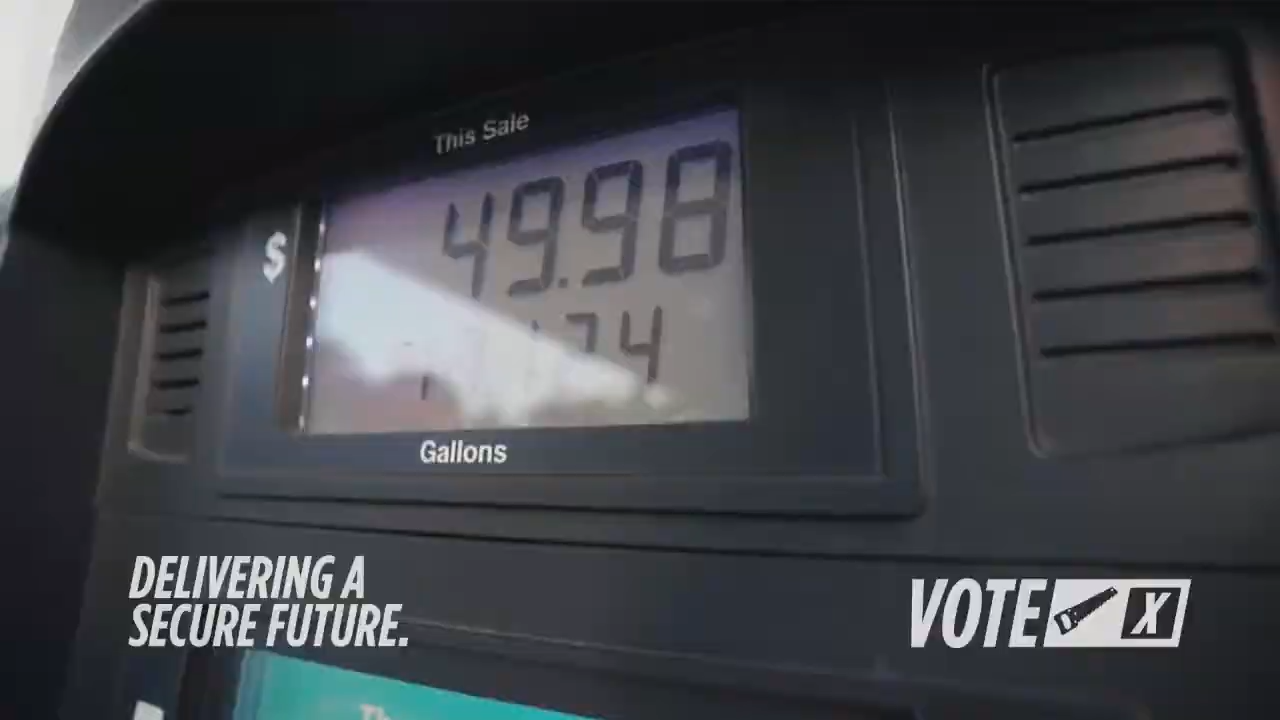 This Sale
$
49.98
Gallons
DELIVERING A
SECURE FUTURE.
VOTE X